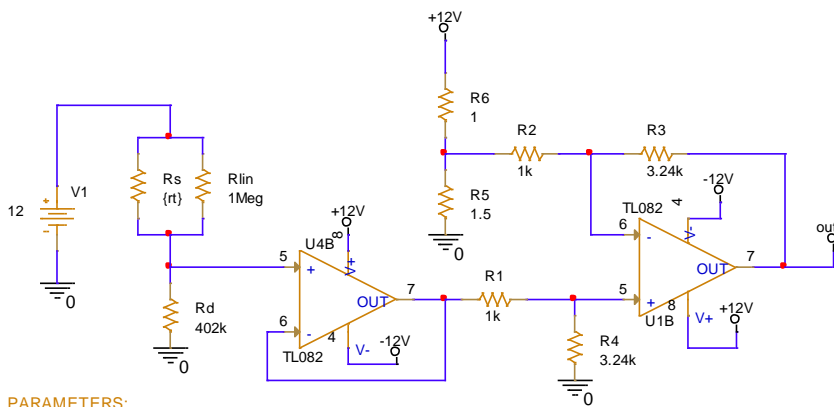 +12V
R6
1
R2
1k
R3
3.24k
V1
12
Rs
{rt}
Rlin
1Meg
+12V
8
V+
U4B
5
+
6
-
OUT
7
4
V-
-12V
TL082
R5
1.5
0
TL082
4
-12V
V-
6
-
OUT
7
out
5
+
8
U1B
V+
+12V
R1
1k
R4
3.24k
0
0
Rd
402k
0
PARAMETERS: